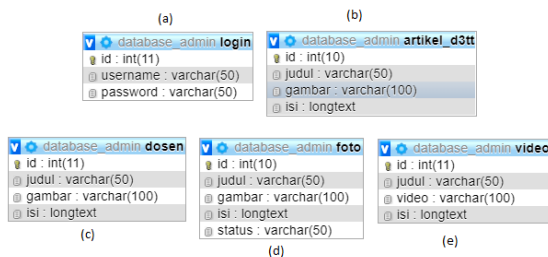 (a)
database_admin login
id : int(11)
username : varchar(50)
password : varchar(50)
(b)
database_admin artikel_d3tt
id : int(10)
judul : varchar(50)
gambar : varchar(100)
isi : longtext
database_admin dosen
id : int(11)
judul : varchar(50)
gambar : varchar(100)
isi : longtext
(c)
database_admin foto
id : int(10)
judul : varchar(50)
gambar : varchar(100)
isi : longtext
status : varchar(50)
(d)
database_admin video
id : int(11)
judul : varchar(50)
video : varchar(100)
isi : longtext
(e)